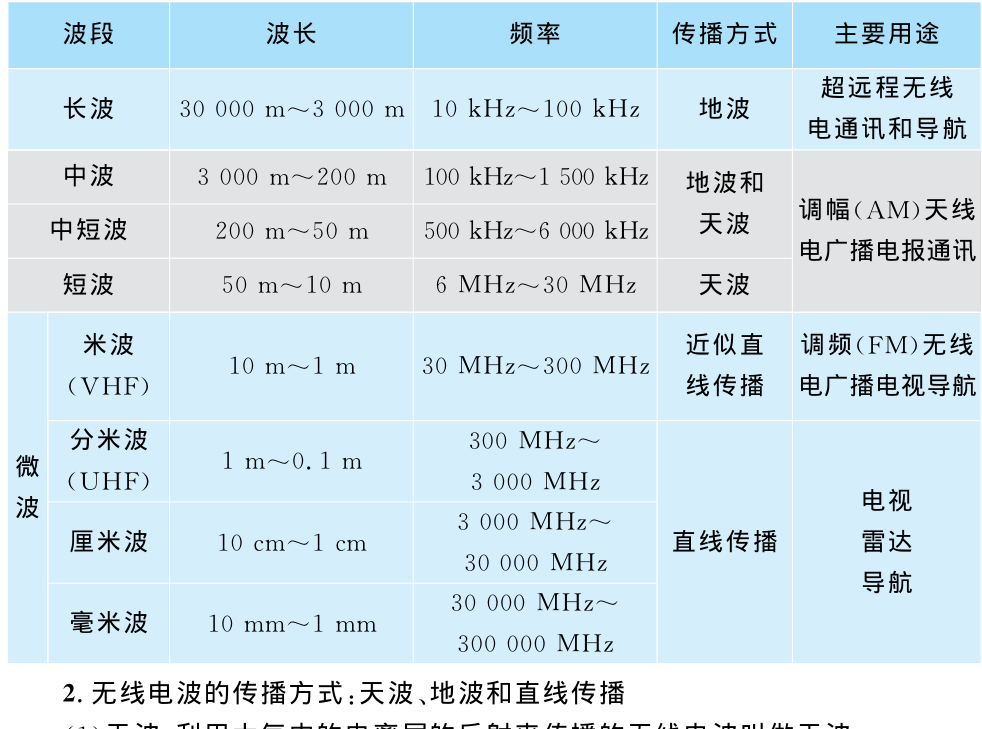 波段 波长 频率 传播方式 主要用途
长波 30 000 m～3 000 m 10 kHz～100 kHz 地波 超远程无线
电通讯和导航
中波 3 000 m～200 m 100 kHz～1 500 kHz 地波和
天波 调幅(AM)天线
电广播电报通讯
中短波 200 m～50 m 500 kHz～6 000 kHz
短波 50 m～10 m 6 MHz～30 MHz 天波
微
波
米波
(VHF) 10 m～1 m 30 MHz～300 MHz 近似直
线传播 调频(FM)无线
电广播电视导航
分米波
(UHF) 1 m～0.1 m 300 MHz～
3 000 MHz 直线传播 电视
雷达
导航
厘米波 10 cm～1 cm 3 000 MHz～
30 000 MHz
毫米波 10 mm～1 mm 30 000 MHz～
300 000 MHz
2. 无线电波的传播方式:天波、地波和直线传播